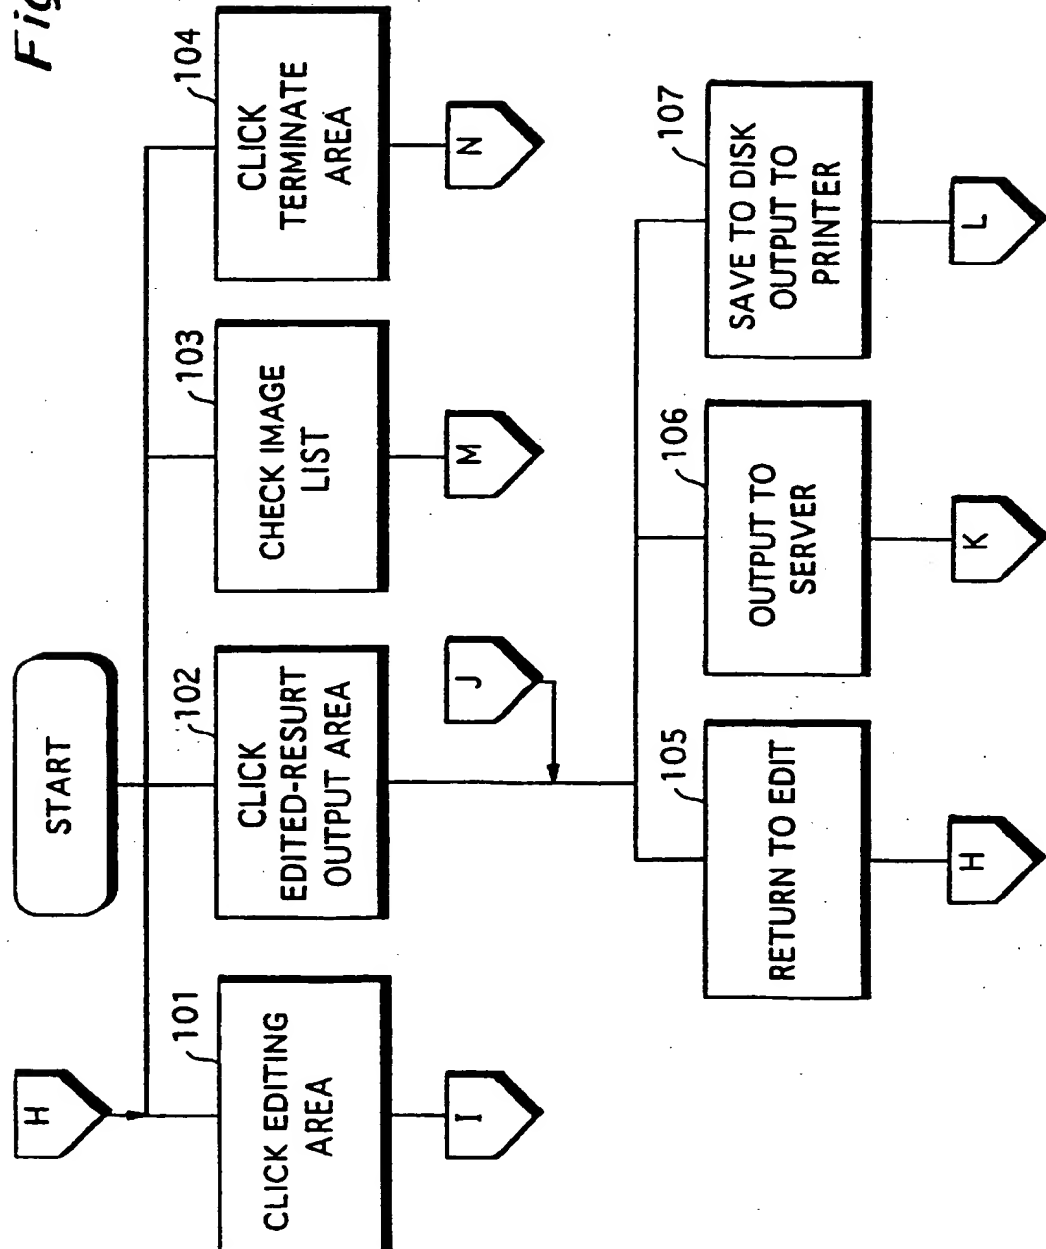 Fig
START
H
101
CLICK EDITING
AREA
I
102
CLICK
EDITED-RESURT
OUTPUT AREA
J
103
CHECK IMAGE
LIST
M
104
CLICK
TERMINATE
AREA
N
105
RETURN TO EDIT
H
106
OUTPUT TO
SERVER
K
107
SAVE TO DISK
OUTPUT TO
PRINTER
L